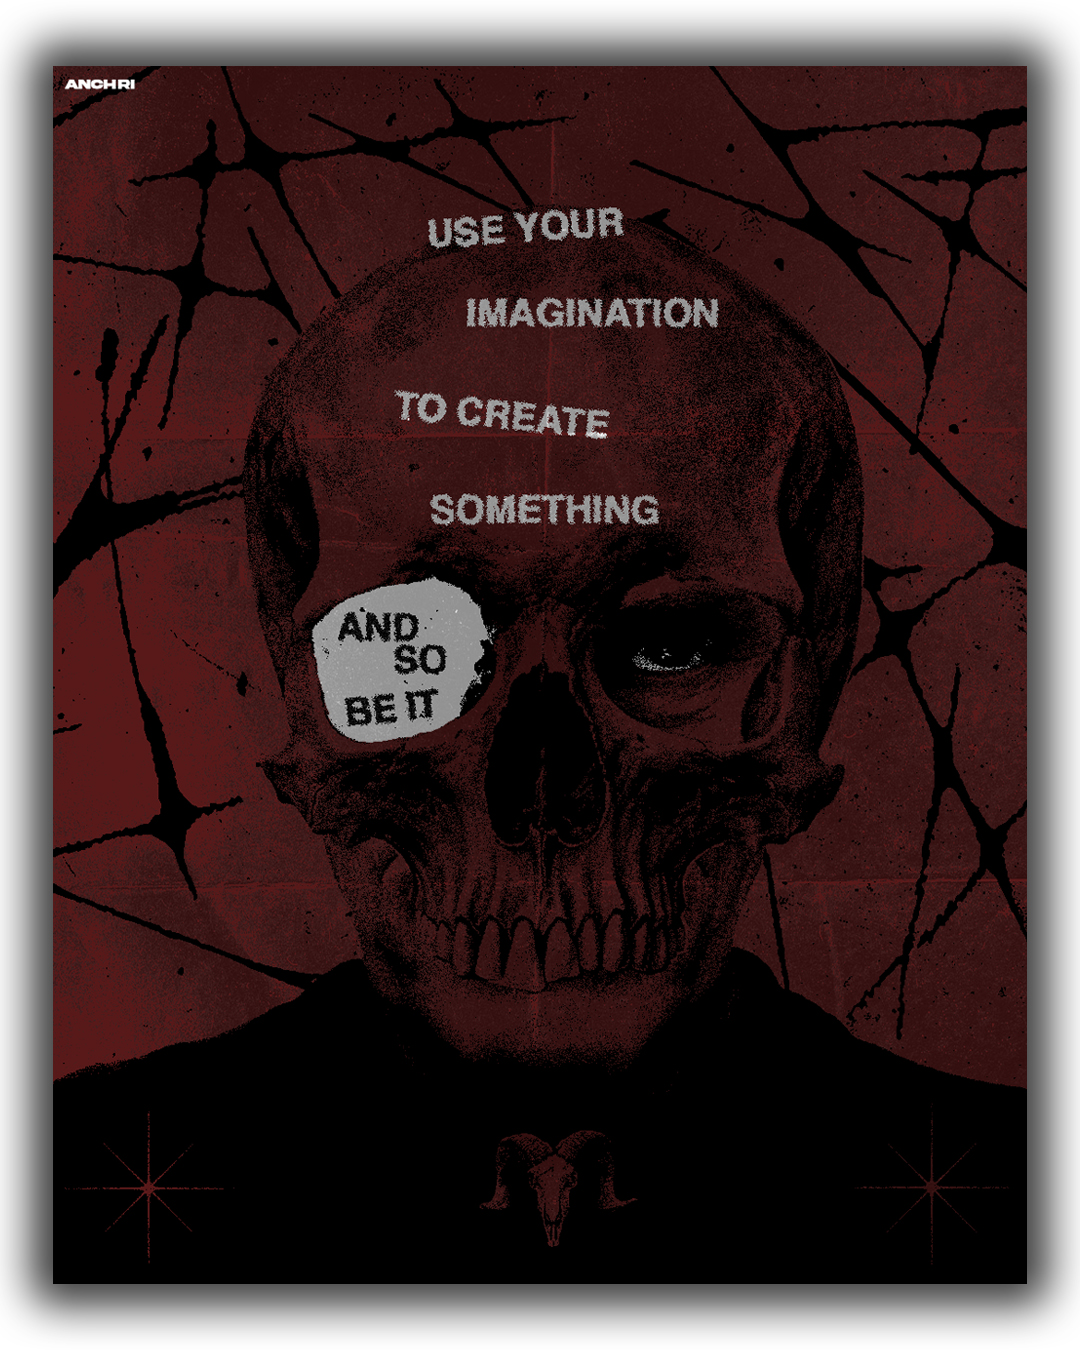 ANCHRI
USE YOUR
IMAGINATION
TO CREATE
SOMETHING
AND
SO
BE IT